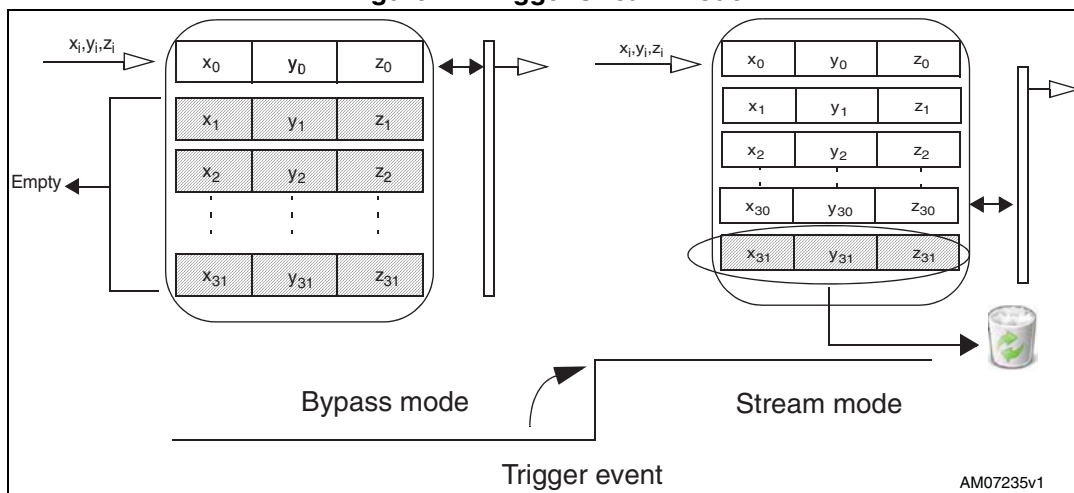 xᵢ,yᵢ,zᵢ
x₀ y₀ z₀
x₁ y₁ z₁
x₂ y₂ z₂
x₃₁ y₃₁ z₃₁
Empty
Bypass mode
xᵢ,yᵢ,zᵢ
x₀ y₀ z₀
x₁ y₁ z₁
x₂ y₂ z₂
x₃₀ y₃₀ z₃₀
x₃₁ y₃₁ z₃₁
Stream mode
Trigger event
AM07235v1